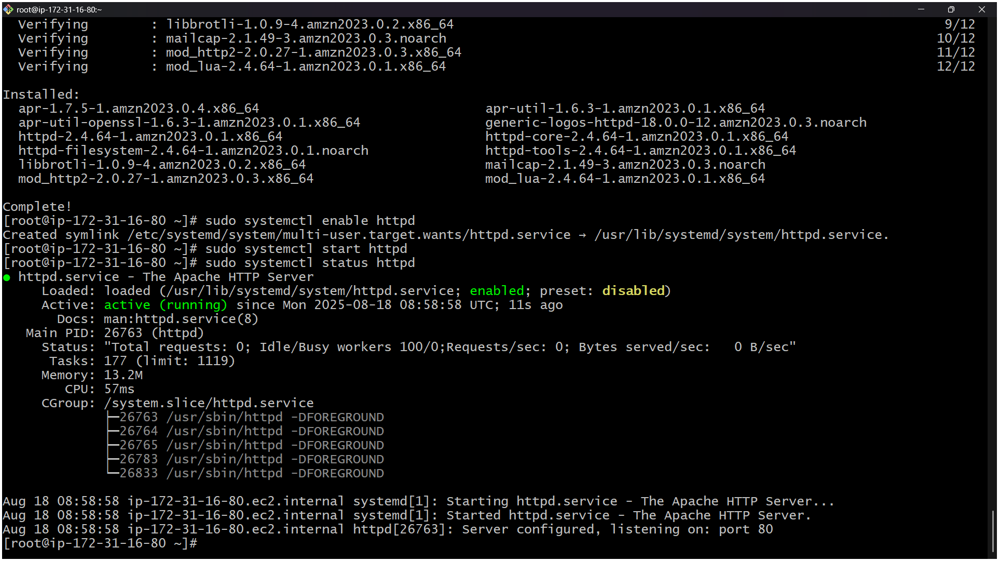 root@ip-172-31-16-80:~
Verifying : libbrotli-1.0.9-4.amzn2023.0.2.x86_64 9/12
Verifying : mailcap-2.1.49-3.amzn2023.0.3.noarch 10/12
Verifying : mod_http2-2.0.27-1.amzn2023.0.3.x86_64 11/12
Verifying : mod_lua-2.4.64-1.amzn2023.0.1.x86_64 12/12
Installed:
apr-1.7.5-1.amzn2023.0.4.x86_64 apr-util-1.6.3-1.amzn2023.0.1.x86_64
apr-util-openssl-1.6.3-1.amzn2023.0.1.x86_64 generic-logos-httpd-18.0.0-12.amzn2023.0.3.noarch
httpd-2.4.64-1.amzn2023.0.1.x86_64 httpd-core-2.4.64-1.amzn2023.0.1.x86_64
httpd-filesystem-2.4.64-1.amzn2023.0.1.noarch httpd-tools-2.4.64-1.amzn2023.0.1.x86_64
libbrotli-1.0.9-4.amzn2023.0.2.x86_64 mailcap-2.1.49-3.amzn2023.0.3.noarch
mod_http2-2.0.27-1.amzn2023.0.3.x86_64 mod_lua-2.4.64-1.amzn2023.0.1.x86_64
Complete!
[root@ip-172-31-16-80 ~]# sudo systemctl enable httpd
Created symlink /etc/systemd/system/multi-user.target.wants/httpd.service → /usr/lib/systemd/system/httpd.service.
[root@ip-172-31-16-80 ~]# sudo systemctl start httpd
[root@ip-172-31-16-80 ~]# sudo systemctl status httpd
● httpd.service - The Apache HTTP Server
Loaded: loaded (/usr/lib/systemd/system/httpd.service; enabled; preset: disabled)
Active: active (running) since Mon 2025-08-18 08:58:58 UTC; 11s ago
Docs: man:httpd.service(8)
Main PID: 26763 (httpd)
Status: "Total requests: 0; Idle/Busy workers 100/0;Requests/sec: 0; Bytes served/sec:   0 B/sec"
Tasks: 177 (limit: 1119)
Memory: 13.2M
CPU: 57ms
CGroup: /system.slice/httpd.service
├─26763 /usr/sbin/httpd -DFOREGROUND
├─26764 /usr/sbin/httpd -DFOREGROUND
├─26765 /usr/sbin/httpd -DFOREGROUND
├─26783 /usr/sbin/httpd -DFOREGROUND
└─26833 /usr/sbin/httpd -DFOREGROUND
Aug 18 08:58:58 ip-172-31-16-80.ec2.internal systemd[1]: Starting httpd.service - The Apache HTTP Server...
Aug 18 08:58:58 ip-172-31-16-80.ec2.internal systemd[1]: Started httpd.service - The Apache HTTP Server.
Aug 18 08:58:58 ip-172-31-16-80.ec2.internal httpd[26763]: Server configured, listening on: port 80
[root@ip-172-31-16-80 ~]#